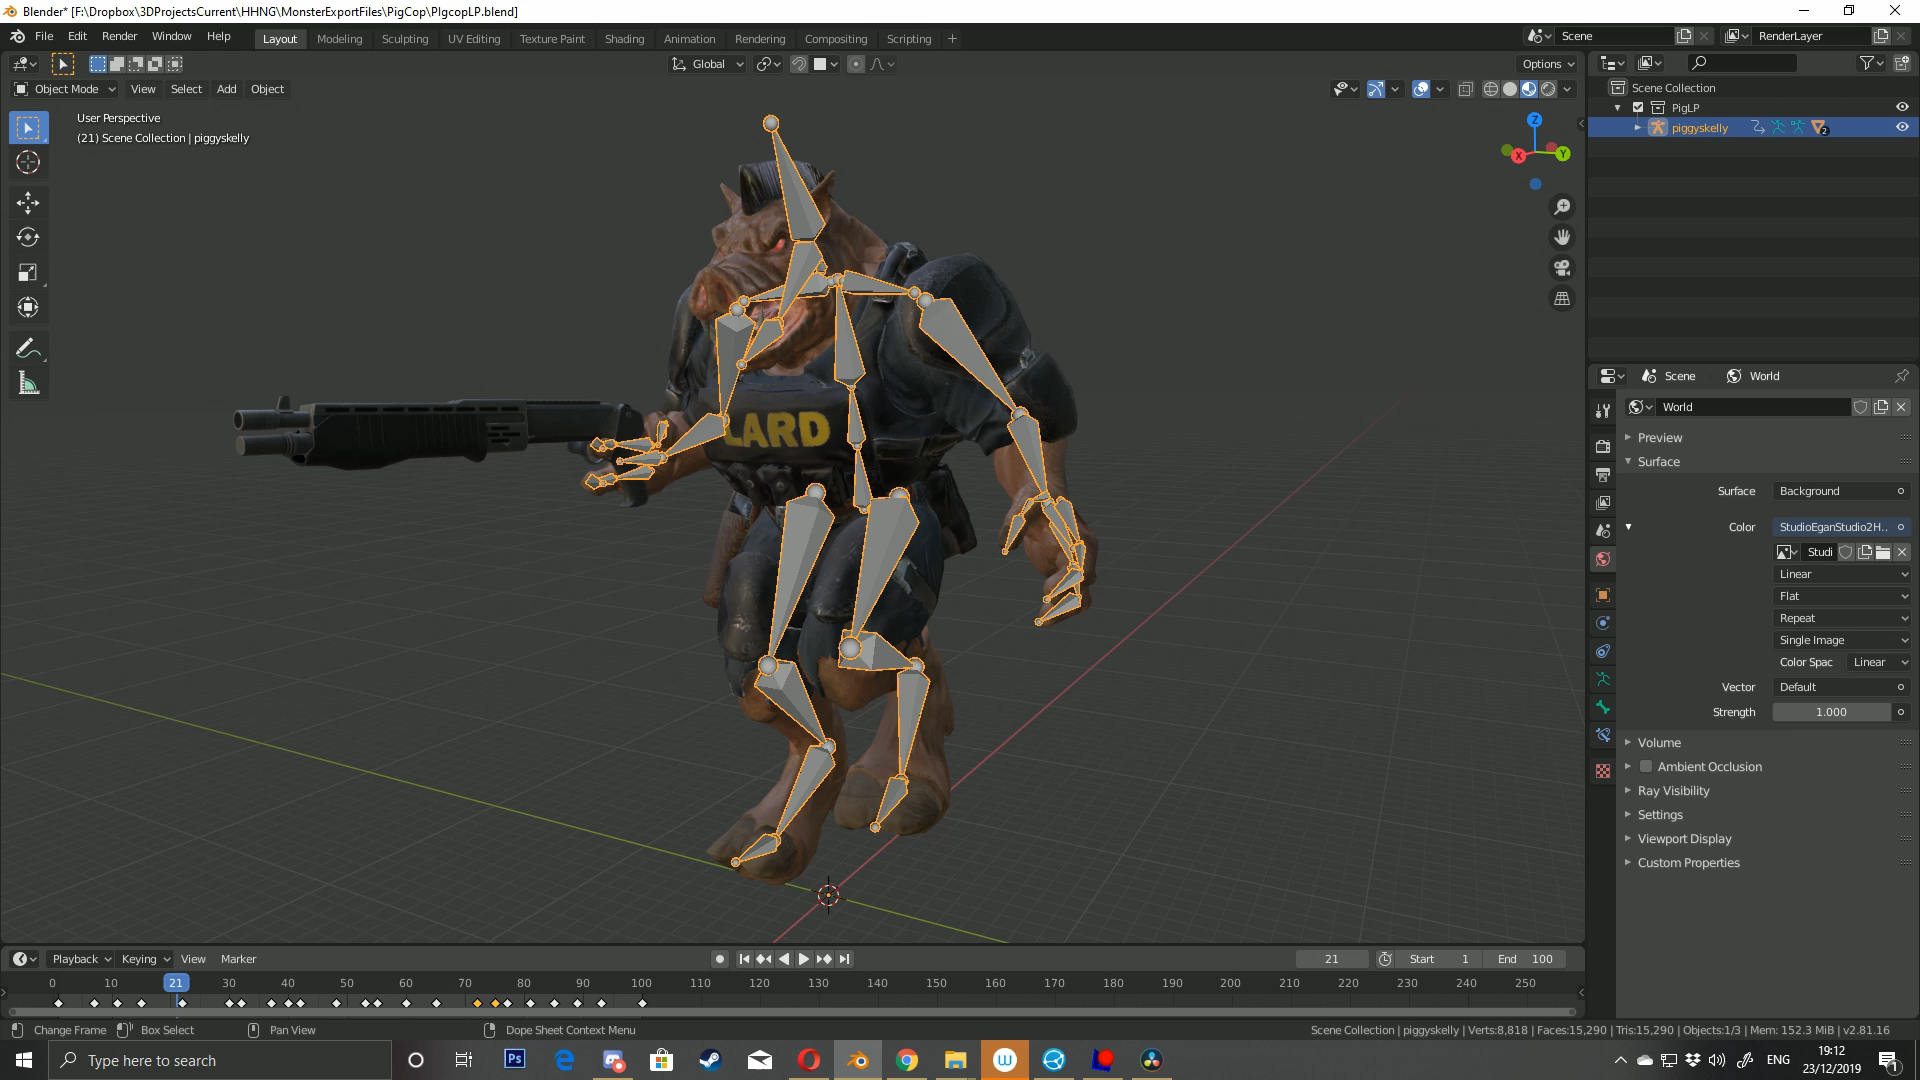 Blender* [F:\Dropbox\3DProjectsCurrent\HHNG\MonsterExportFiles\PigCop\PIgcopLP.blend]
File Edit Render Window Help Layout Modeling Sculpting UV Editing Texture Paint Shading Animation Rendering Compositing Scripting + Scene RenderLayer
Global Options
Object Mode View Select Add Object
User Perspective
(21) Scene Collection | piggyskelly
Z
X
Y
LARD
Scene Collection
PigLP
piggyskelly 2
Scene World
World
Preview
Surface
Surface Background
Color StudioEganStudio2H..
Studi
Linear
Flat
Repeat
Single Image
Color Spac Linear
Vector Default
Strength 1.000
Volume
Ambient Occlusion
Ray Visibility
Settings
Viewport Display
Custom Properties
Playback Keying View Marker 21 Start 1 End 100
0 10 21 30 40 50 60 70 80 90 100 110 120 130 140 150 160 170 180 190 200 210 220 230 240 250
Change Frame Box Select Pan View Dope Sheet Context Menu Scene Collection | piggyskelly | Verts:8,818 | Faces:15,290 | Tris:15,290 | Objects:1/3 | Mem: 152.3 MiB | v2.81.16
Type here to search Ps W ENG 19:12
23/12/2019 1